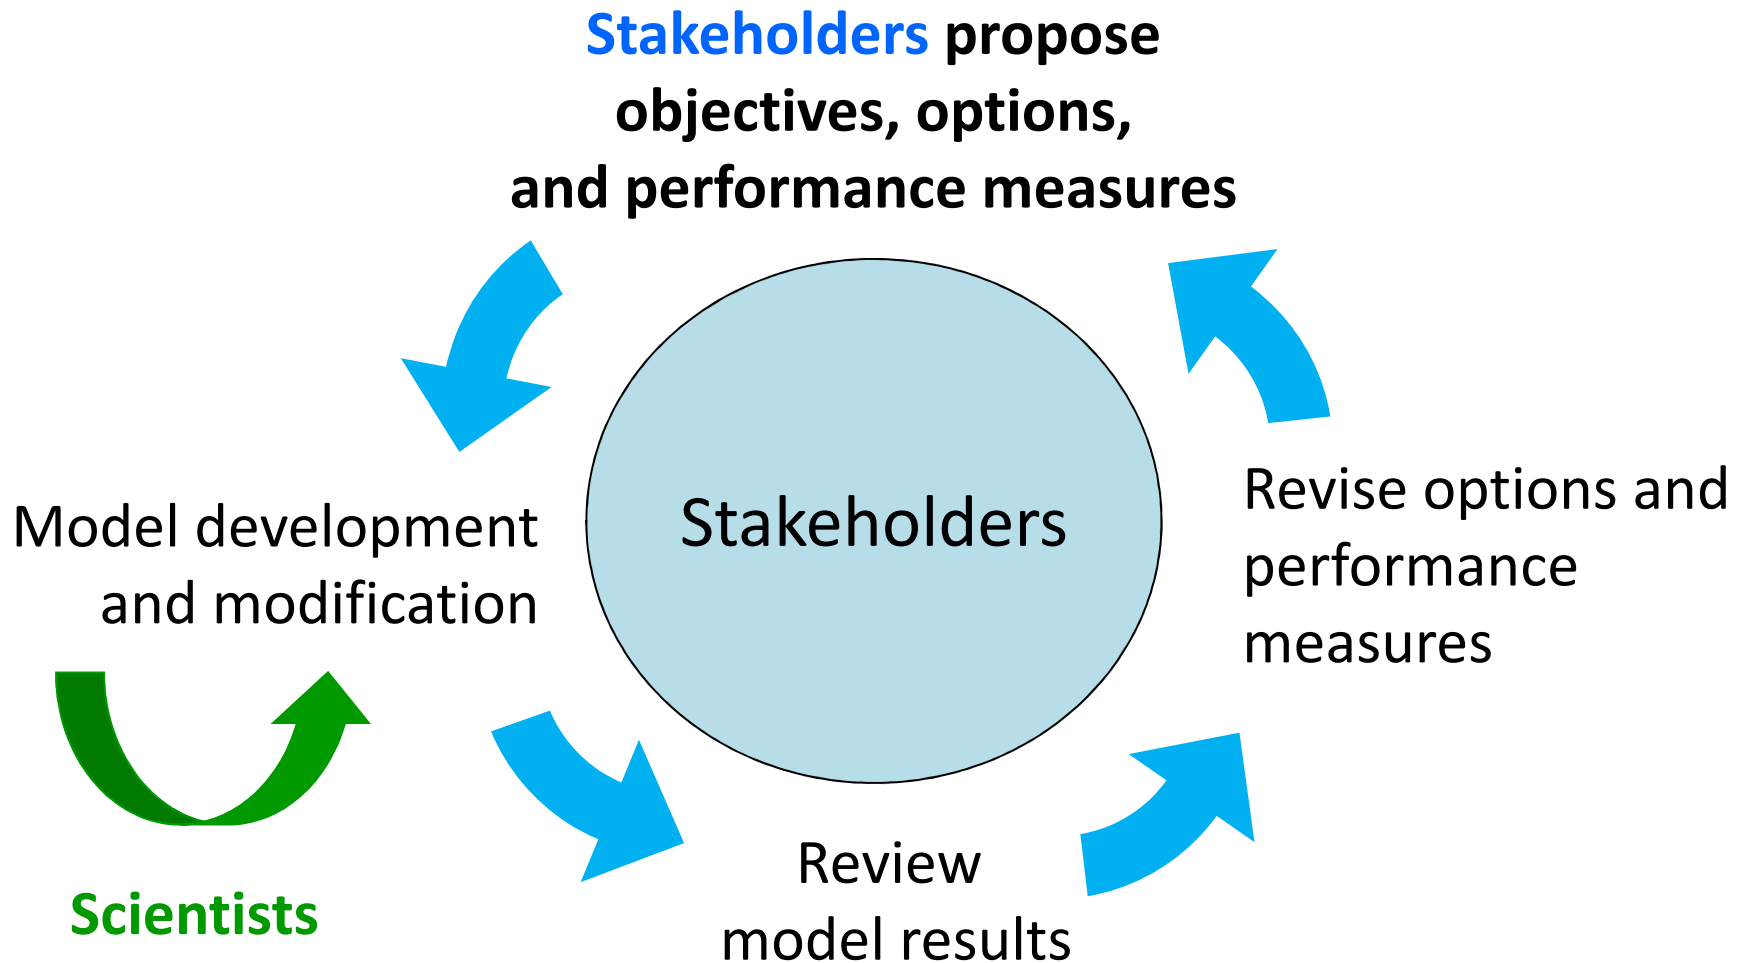 Stakeholders propose
objectives, options,
and performance measures
Model development
and modification
Stakeholders
Revise options and
performance
measures
Review
model results
Scientists